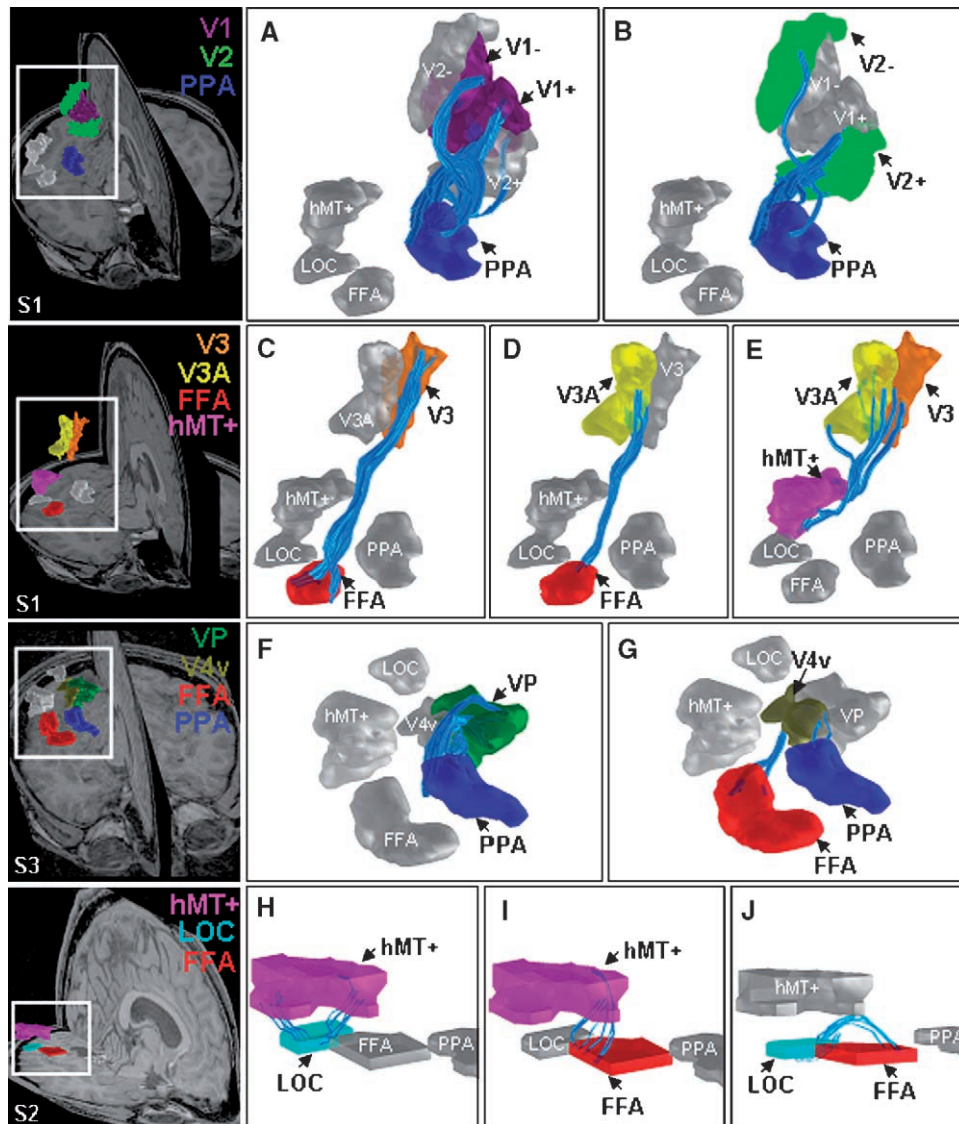 V1
V2
PPA
S1
A
V1-
V2-
V1+
V2+
hMT+
LOC
FFA
PPA
B
V2-
V1-
V1+
V2+
hMT+
LOC
FFA
PPA
V3
V3A
FFA
hMT+
S1
C
V3
V3A
hMT+
LOC
PPA
FFA
D
V3A
V3
hMT+
LOC
PPA
FFA
E
V3A
V3
hMT+
LOC
PPA
FFA
VP
V4v
FFA
PPA
S3
F
LOC
VP
hMT+
V4v
FFA
PPA
G
V4v
LOC
hMT+
VP
PPA
FFA
hMT+
LOC
FFA
S2
H
hMT+
FFA
PPA
LOC
I
hMT+
LOC
PPA
FFA
J
hMT+
PPA
LOC
FFA